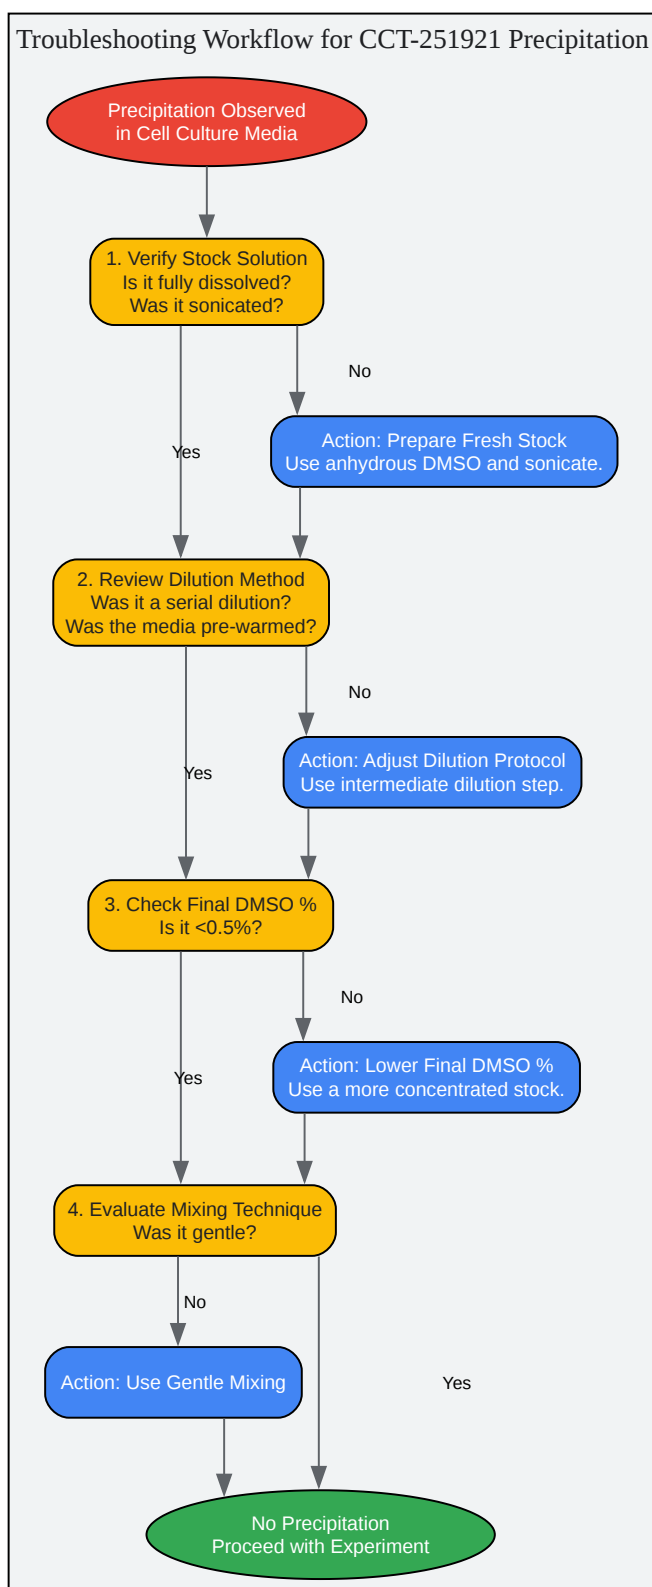 Troubleshooting Workflow for CCT-251921 Precipitation
Precipitation Observed
in Cell Culture Media
1. Verify Stock Solution
Is it fully dissolved?
Was it sonicated?
No
Action: Prepare Fresh Stock
Use anhydrous DMSO and sonicate.
Yes
2. Review Dilution Method
Was it a serial dilution?
Was the media pre-warmed?
No
Action: Adjust Dilution Protocol
Use intermediate dilution step.
Yes
3. Check Final DMSO %
Is it <0.5%?
No
Action: Lower Final DMSO %
Use a more concentrated stock.
Yes
4. Evaluate Mixing Technique
Was it gentle?
No
Action: Use Gentle Mixing
Yes
No Precipitation
Proceed with Experiment